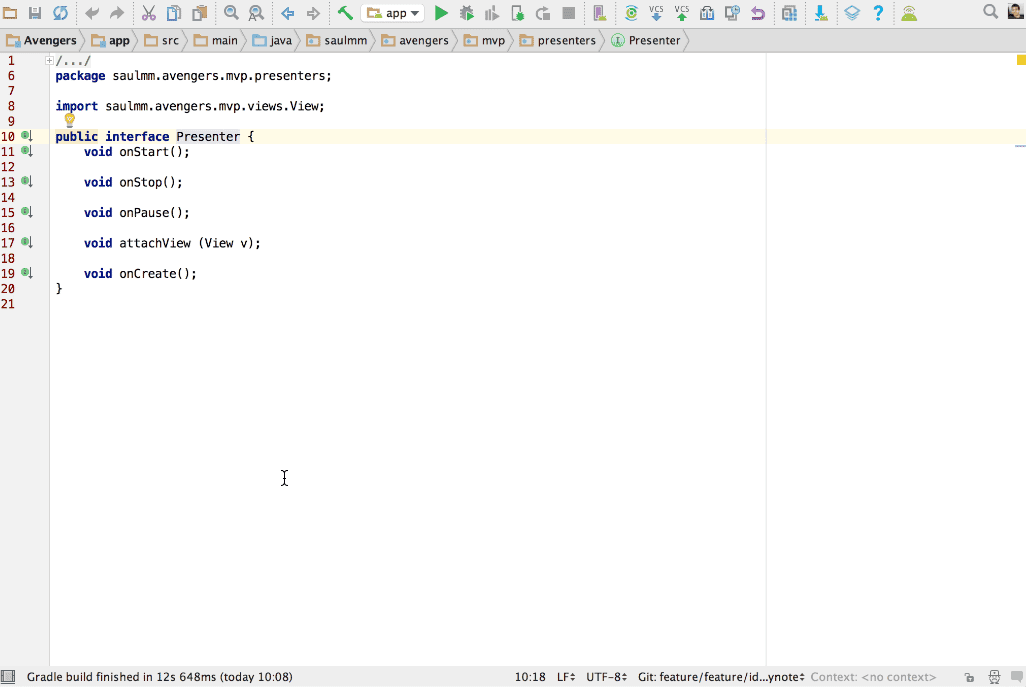 app
VCS VCS
Avengers app src main java saulmm avengers mvp presenters Presenter
1 /.../
6 package saulmm.avengers.mvp.presenters;
7
8 import saulmm.avengers.mvp.views.View;
9
10 public interface Presenter {
11 void onStart();
12
13 void onStop();
14
15 void onPause();
16
17 void attachView (View v);
18
19 void onCreate();
20 }
21
Gradle build finished in 12s 648ms (today 10:08) 10:18 LF UTF-8 Git: feature/feature/id...ynote Context: <no context>